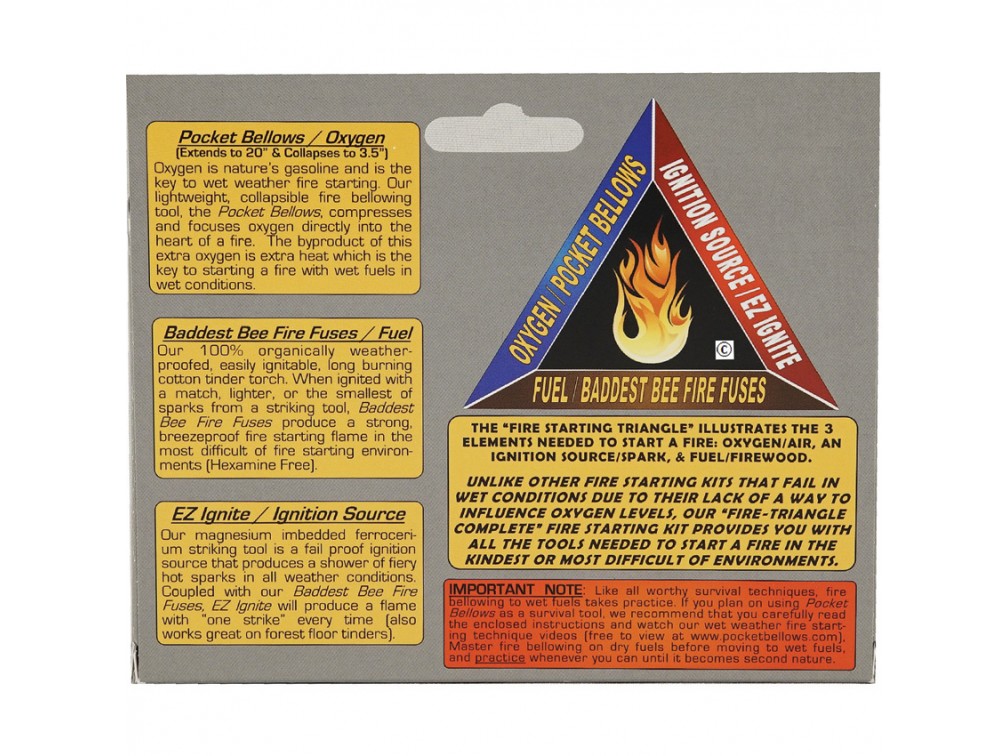 Pocket Bellows / Oxygen
(Extends to 20" & Collapses to 3.5")
Oxygen is nature's gasoline and is the
key to wet weather fire starting. Our
lightweight, collapsible fire bellowing
tool, the Pocket Bellows, compresses
and focuses oxygen directly into the
heart of a fire. The byproduct of this
extra oxygen is extra heat which is the
key to starting a fire with wet fuels in
wet conditions.
Baddest Bee Fire Fuses / Fuel
Our 100% organically weather-
proofed, easily ignitable, long burning
cotton tinder torch. When ignited with
a match, lighter, or the smallest of
sparks from a striking tool, Baddest
Bee Fire Fuses produce a strong,
breezeproof fire starting flame in the
most difficult of fire starting environ-
ments (Hexamine Free).
EZ Ignite / Ignition Source
Our magnesium imbedded ferroceri-
um striking tool is a fail proof ignition
source that produces a shower of fiery
hot sparks in all weather conditions.
Coupled with our Baddest Bee Fire
Fuses, EZ Ignite will produce a flame
with "one strike" every time (also
works great on forest floor tinders).
OXYGEN / POCKET BELLOWS
IGNITION SOURCE / EZ IGNITE
©
FUEL / BADDEST BEE FIRE FUSES
THE "FIRE STARTING TRIANGLE" ILLUSTRATES THE 3
ELEMENTS NEEDED TO START A FIRE: OXYGEN/AIR, AN
IGNITION SOURCE/SPARK, & FUEL/FIREWOOD.
UNLIKE OTHER FIRE STARTING KITS THAT FAIL IN
WET CONDITIONS DUE TO THEIR LACK OF A WAY TO
INFLUENCE OXYGEN LEVELS, OUR "FIRE-TRIANGLE
COMPLETE" FIRE STARTING KIT PROVIDES YOU WITH
ALL THE TOOLS NEEDED TO START A FIRE IN THE
KINDEST OR MOST DIFFICULT OF ENVIRONMENTS.
IMPORTANT NOTE: Like all worthy survival techniques, fire
bellowing to wet fuels takes practice. If you plan on using Pocket
Bellows as a survival tool, we recommend that you carefully read
the enclosed instructions and watch our wet weather fire start-
ing technique videos (free to view at www.pocketbellows.com).
Master fire bellowing on dry fuels before moving to wet fuels,
and practice whenever you can until it becomes second nature.